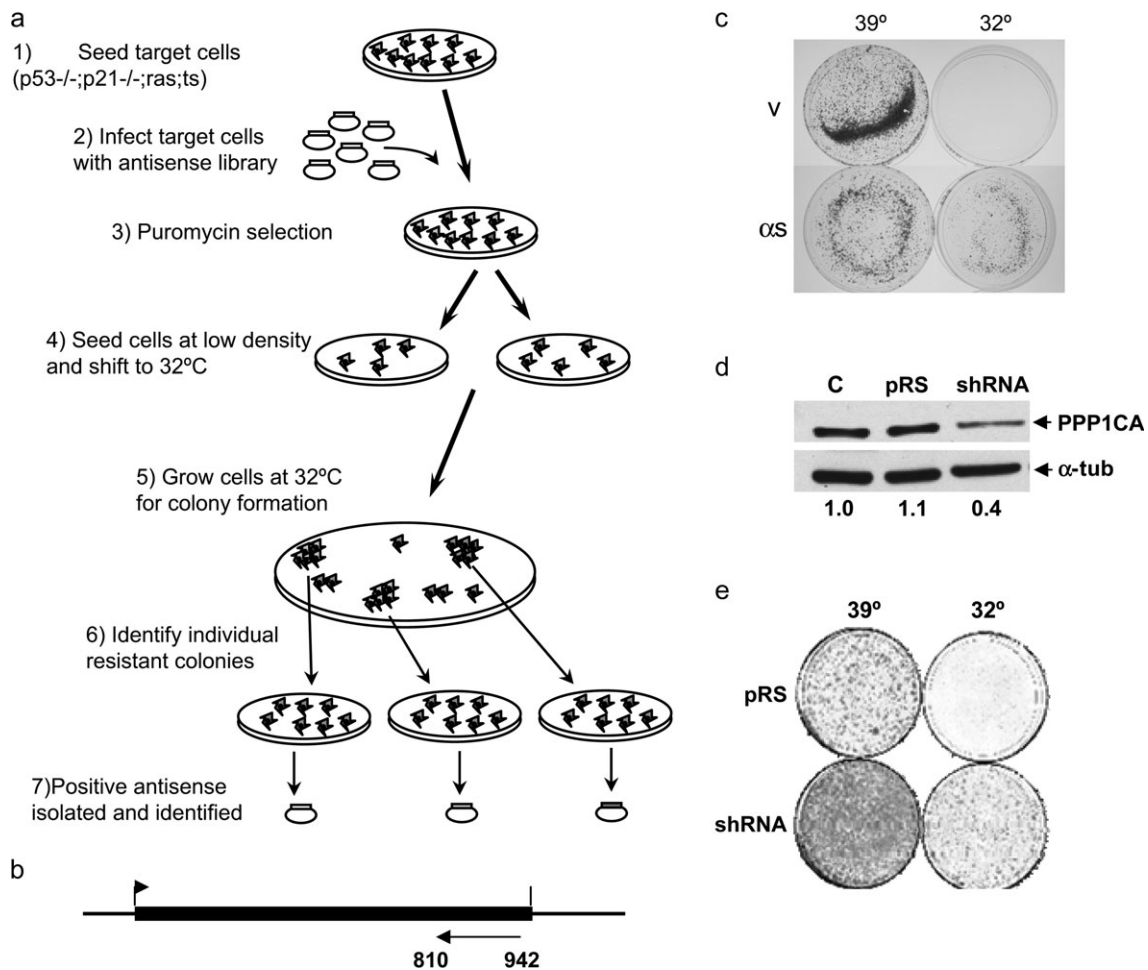 a
1) Seed target cells
(p53-/-;p21-/-;ras;ts)
2) Infect target cells
with antisense library
3) Puromycin selection
4) Seed cells at low density
and shift to 32ºC
5) Grow cells at 32ºC
for colony formation
6) Identify individual
resistant colonies
7)Positive antisense
isolated and identified
b
810 942
c
39º 32º
v
αs
d
C pRS shRNA
PPP1CA
α-tub
1.0 1.1 0.4
e
39º 32º
pRS
shRNA